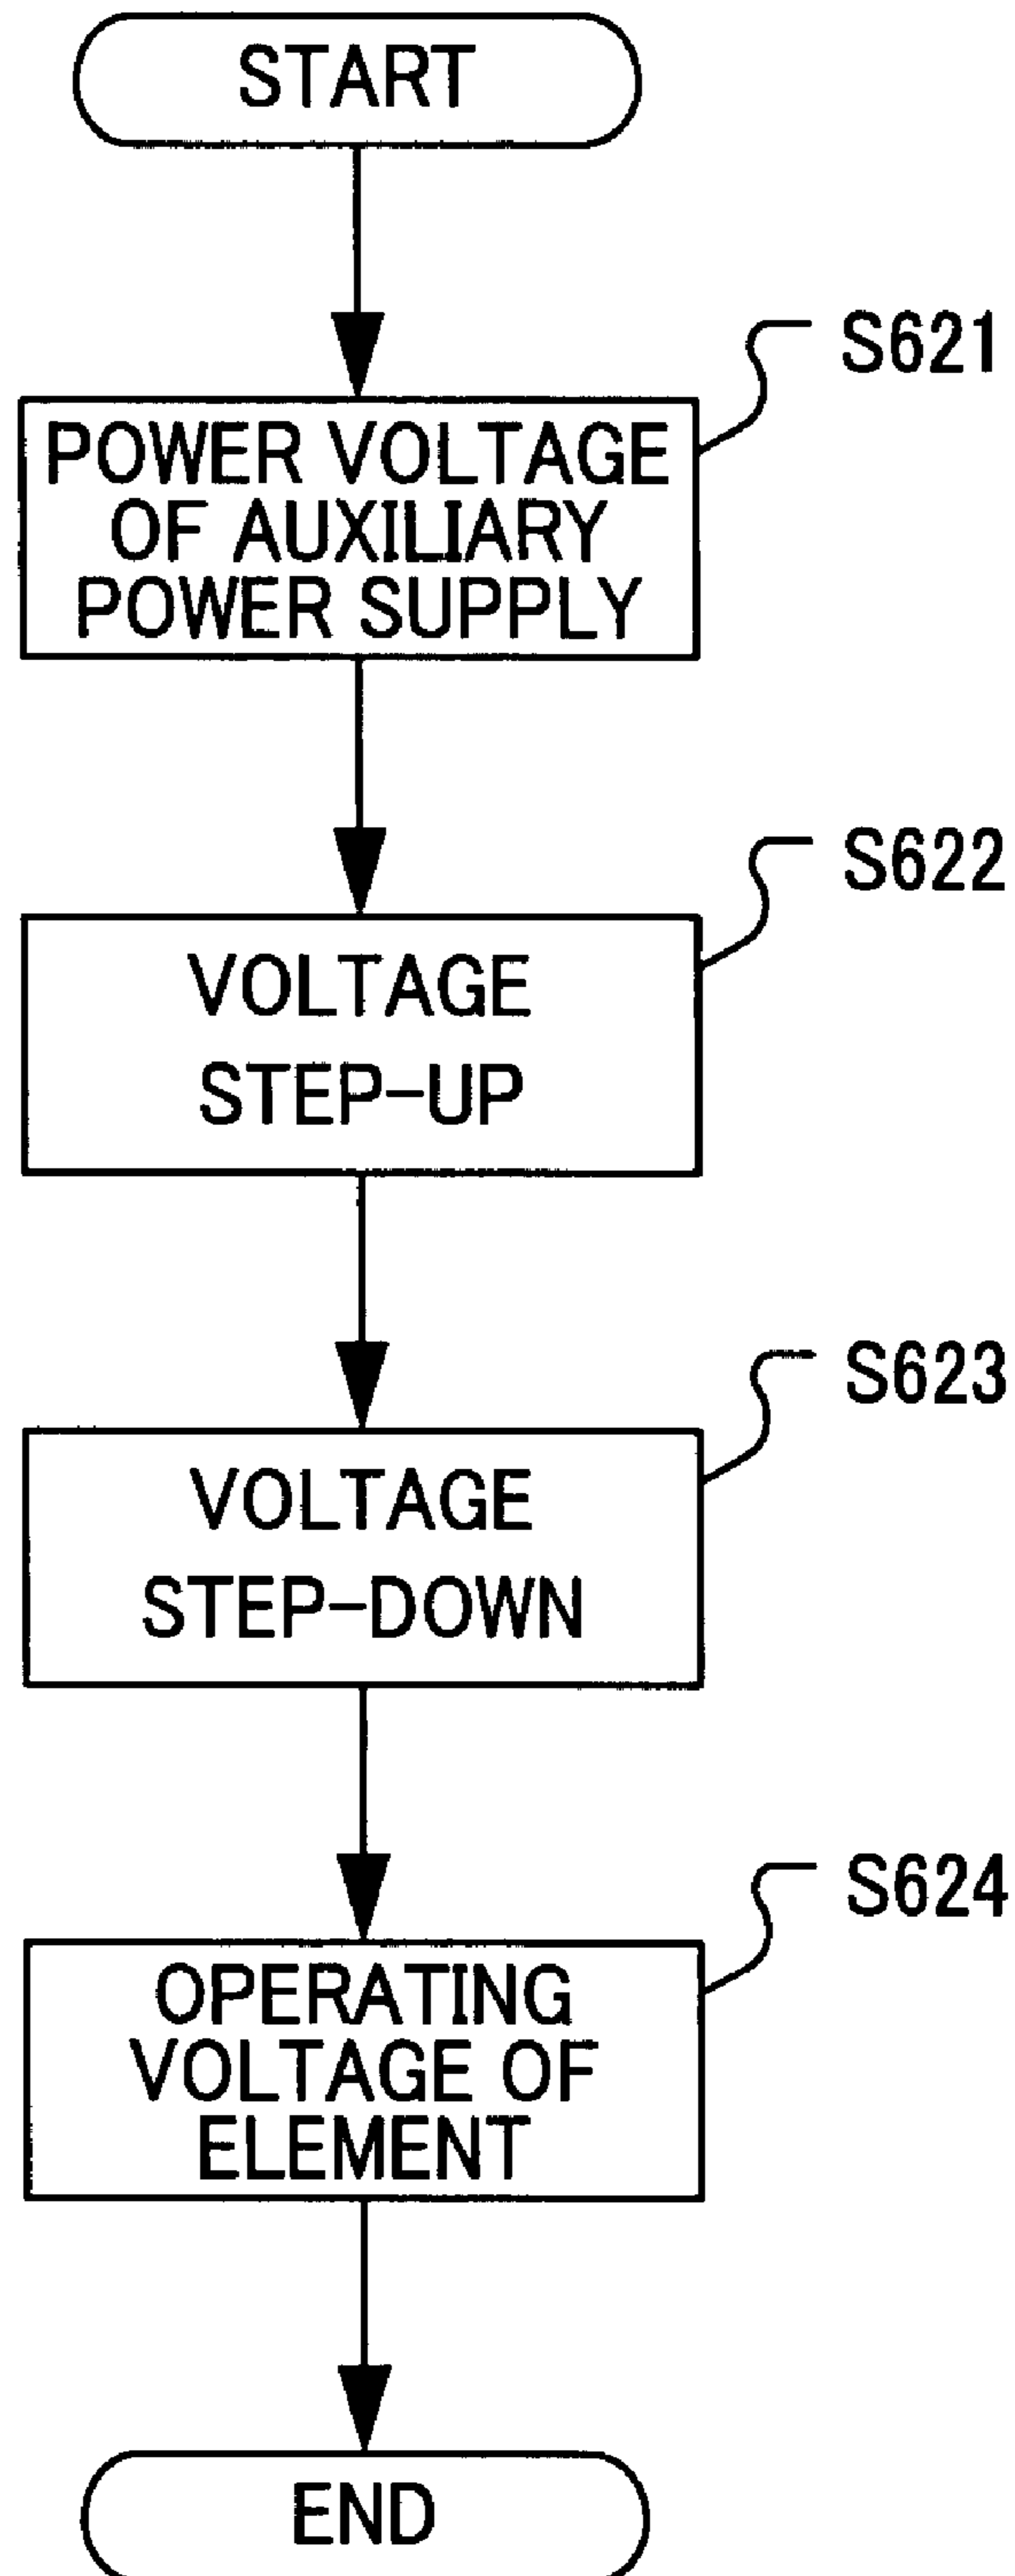 START
S621
POWER VOLTAGE
OF AUXILIARY
POWER SUPPLY
S622
VOLTAGE
STEP-UP
S623
VOLTAGE
STEP-DOWN
S624
OPERATING
VOLTAGE OF
ELEMENT
END